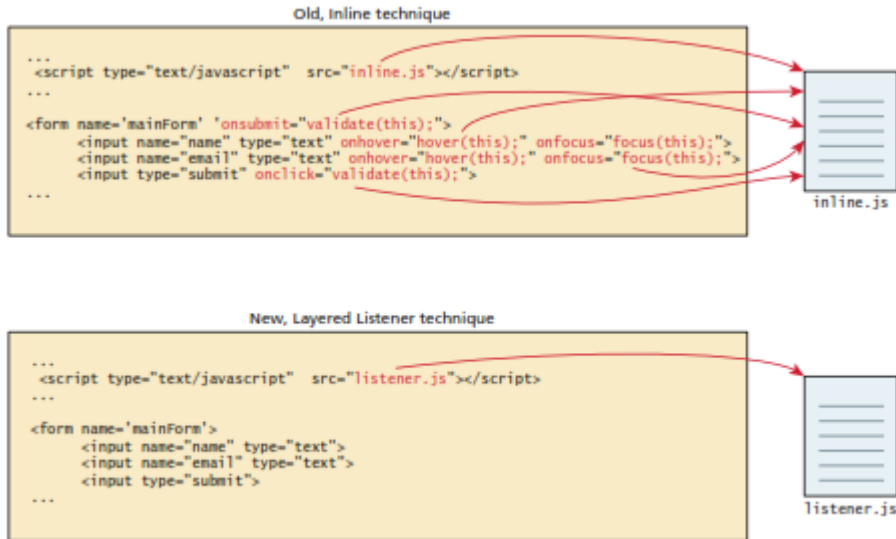 Old, Inline technique
...
<script type="text/javascript" src="inline.js"></script>
...
<form name='mainForm' 'onsubmit="validate(this);">
<input name="name" type="text" onhover="hover(this);" onfocus="focus(this);">
<input name="email" type="text" onhover="hover(this);" onfocus="focus(this);">
<input type="submit" onclick="validate(this);">
...
inline.js
New, Layered Listener technique
...
<script type="text/javascript" src="listener.js"></script>
...
<form name='mainForm'>
<input name="name" type="text">
<input name="email" type="text">
<input type="submit">
...
listener.js